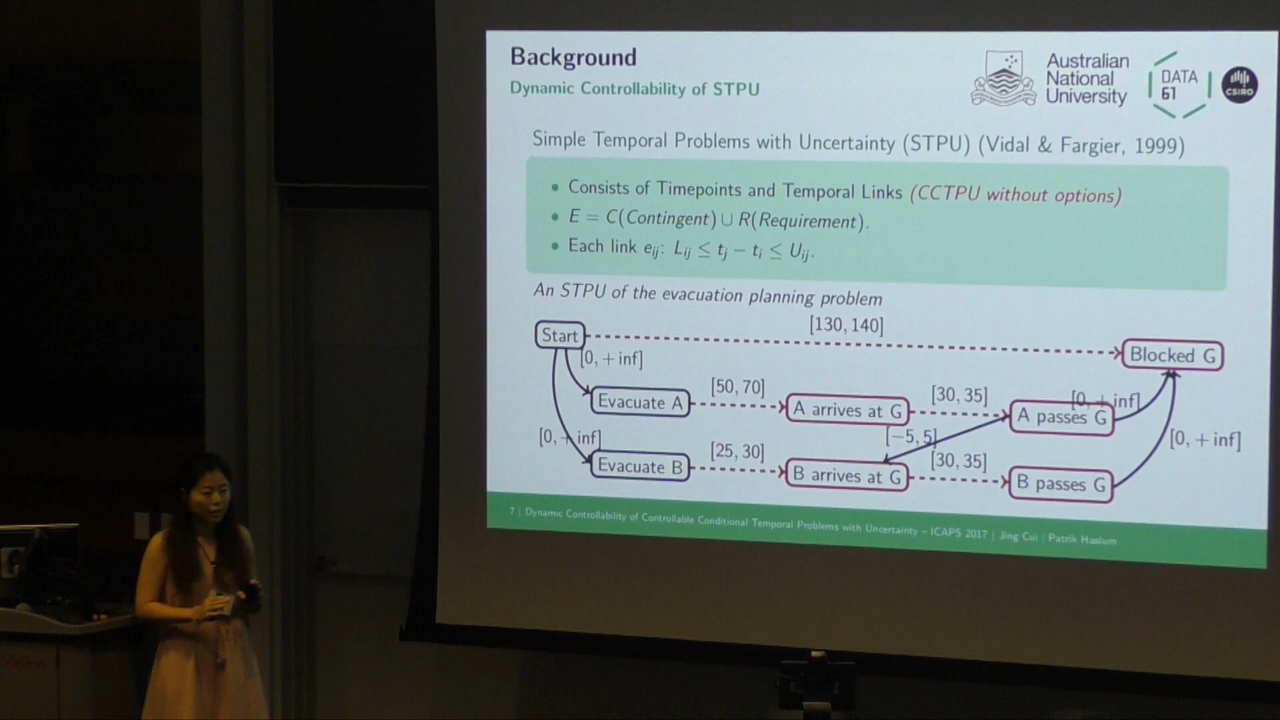 Background
Dynamic Controllability of STPU
Australian
National
University
DATA
61
CSIRO
Simple Temporal Problems with Uncertainty (STPU) (Vidal & Fargier, 1999)
• Consists of Timepoints and Temporal Links (CCTPU without options)
• E = C(Contingent) ∪ R(Requirement).
• Each link eij: Lij ≤ tj − ti ≤ Uij.
An STPU of the evacuation planning problem
[130, 140]
Start
Blocked G
[0, + inf]
[50, 70]
[30, 35]
[0, + inf]
Evacuate A
A arrives at G
A passes G
[0, + inf]
[−5, 5]
[0, + inf]
[25, 30]
[30, 35]
Evacuate B
B arrives at G
B passes G
7 | Dynamic Controllability of Controllable Conditional Temporal Problems with Uncertainty – ICAPS 2017 | Jing Cui | Patrik Haslum